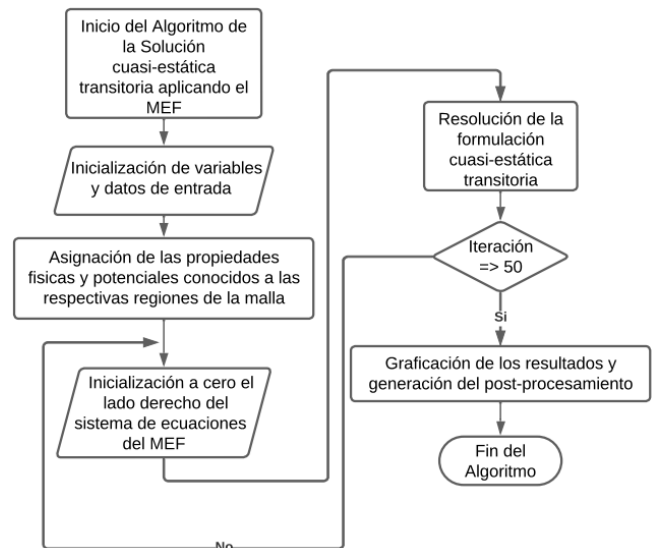 Inicio del Algoritmo de
la Solución
cuasi-estática
transitoria aplicando el
MEF
Inicialización de variables
y datos de entrada
Asignación de las propiedades
físicas y potenciales conocidos a las
respectivas regiones de la malla
Inicialización a cero el
lado derecho del
sistema de ecuaciones
del MEF
Resolución de la
formulación
cuasi-estática
transitoria
Iteración
=> 50
Si
No
Graficación de los resultados y
generación del post-procesamiento
Fin del
Algoritmo